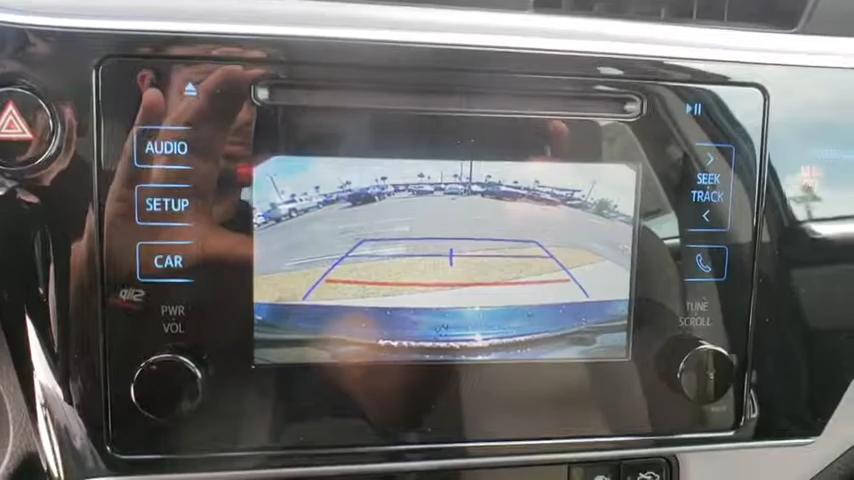 AUDIO
SETUP
CAR
PWR
VOL
SEEK
TRACK
TUNE
SCROLL